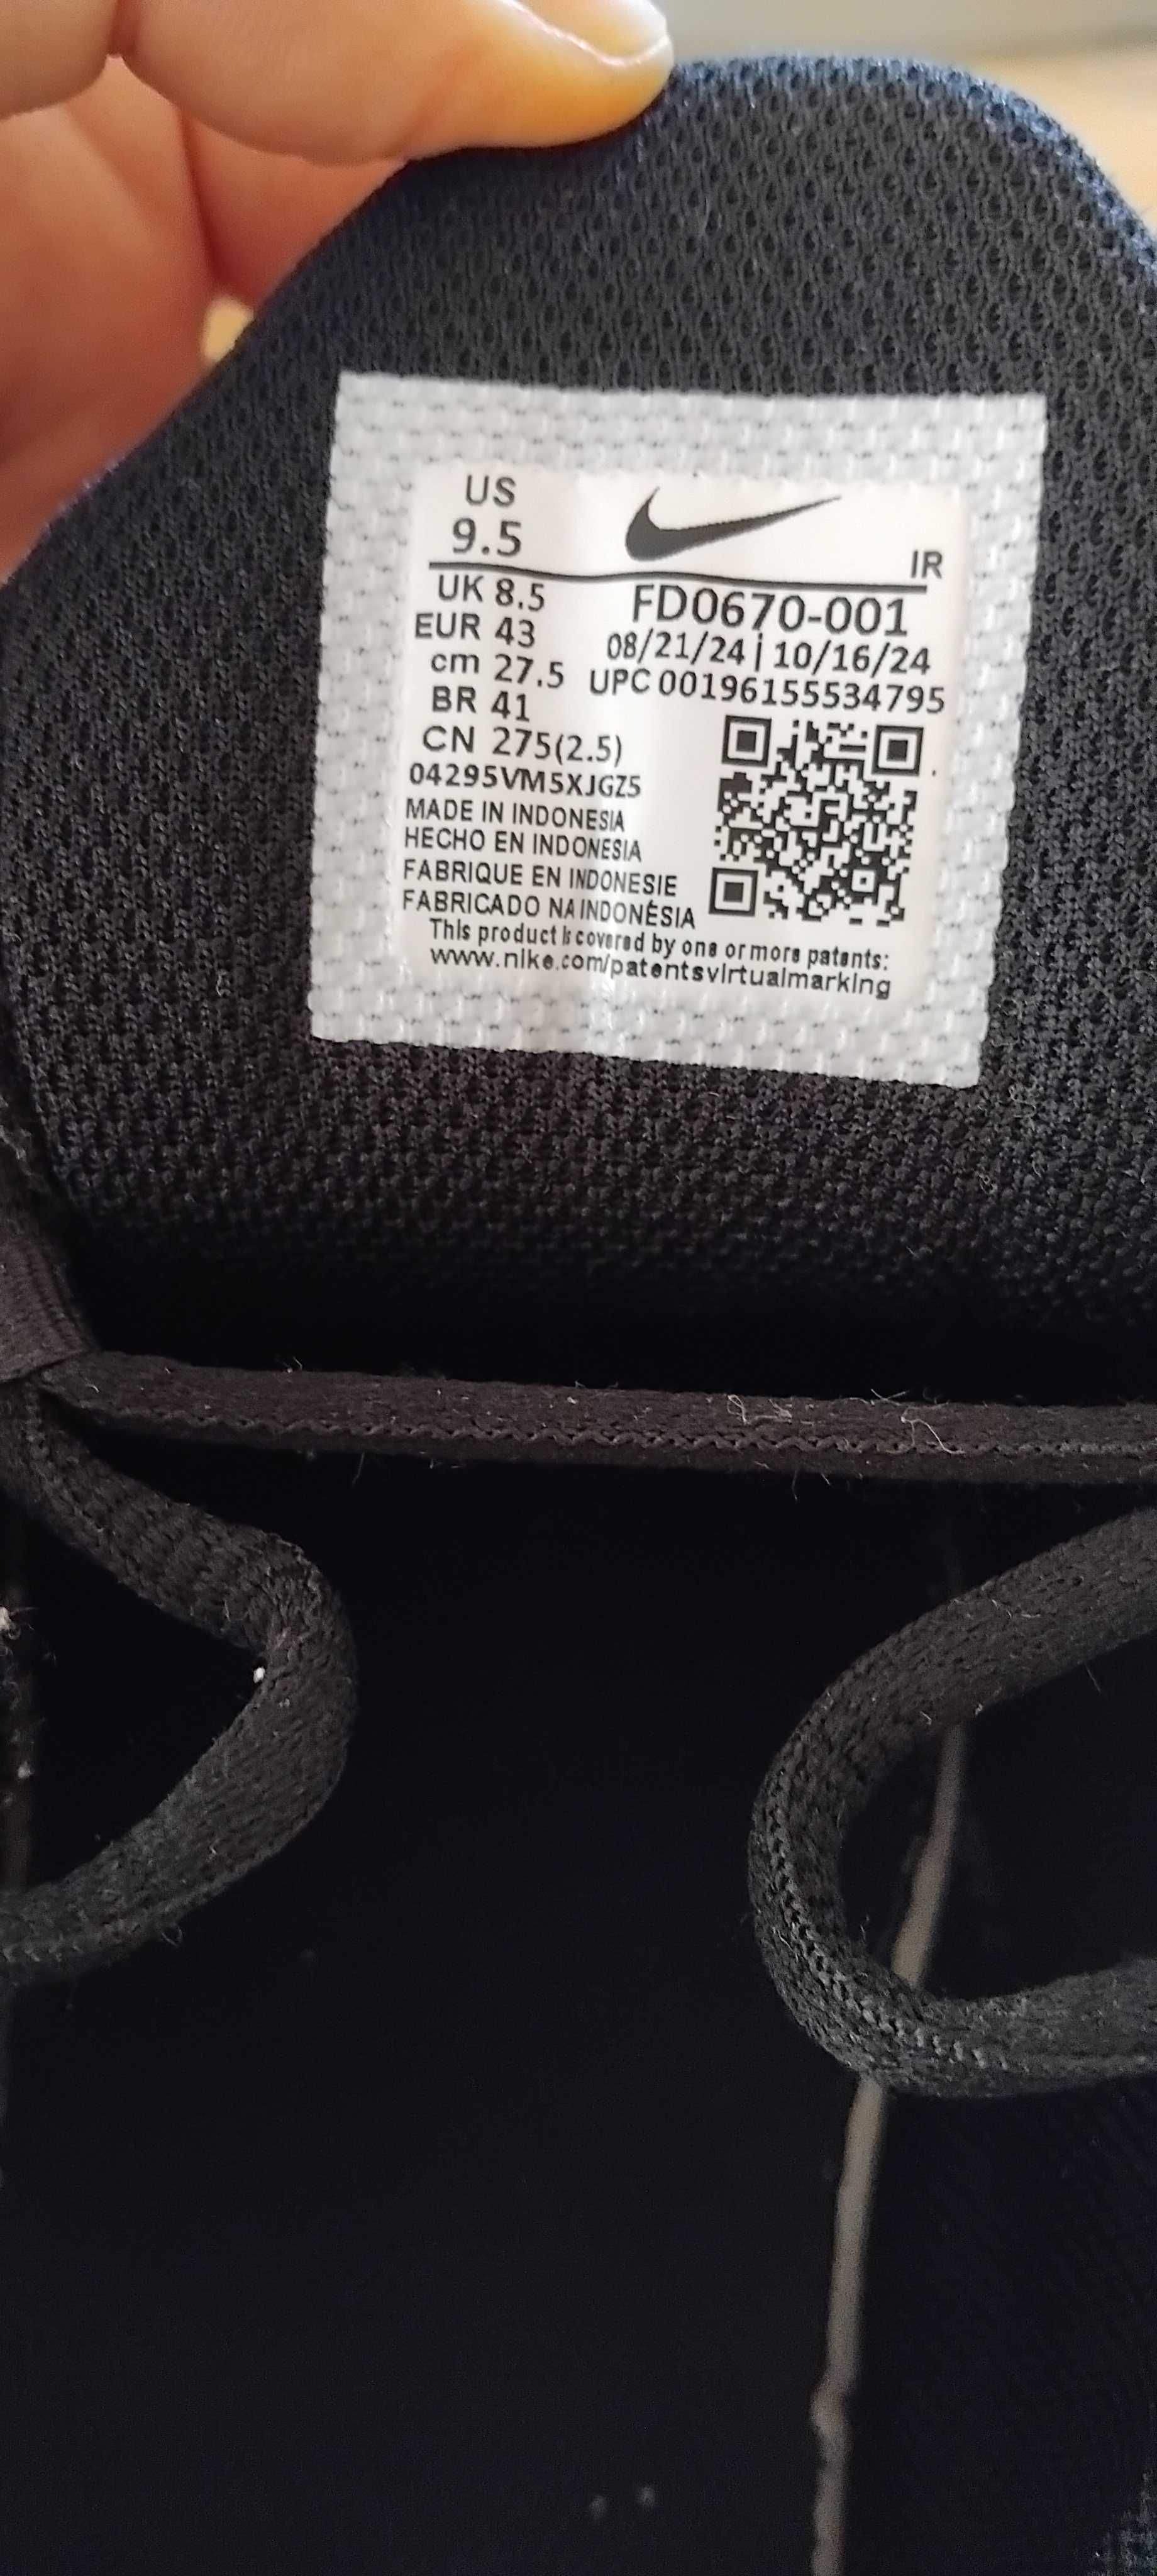 US
9.5
IR
UK 8.5
EUR 43
cm 27.5
BR 41
CN 275(2.5)
FD0670-001
08/21/24 | 10/16/24
UPC 00196155534795
04295VM5XJGZ5
MADE IN INDONESIA
HECHO EN INDONESIA
FABRIQUE EN INDONESIE
FABRICADO NA INDONÉSIA
This product is covered by one or more patents:
www.nike.com/patentsvirtualmarking